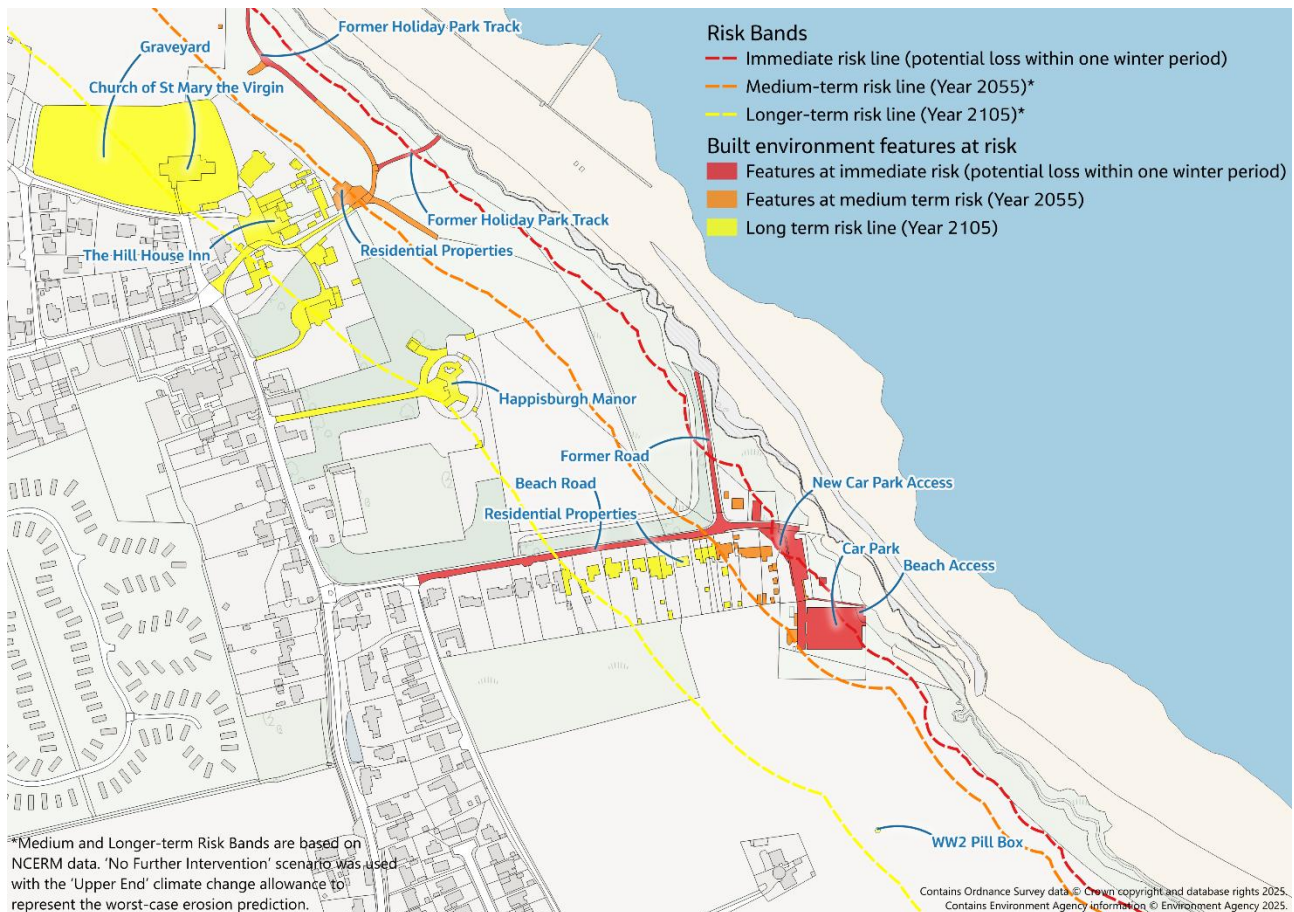 Former Holiday Park Track
Graveyard
Church of St Mary the Virgin
Risk Bands
Immediate risk line (potential loss within one winter period)
Medium-term risk line (Year 2055)*
Longer-term risk line (Year 2105)*
Built environment features at risk
Features at immediate risk (potential loss within one winter period)
Features at medium term risk (Year 2055)
Long term risk line (Year 2105)
Former Holiday Park Track
The Hill House Inn
Residential Properties
Happisburgh Manor
Former Road
Beach Road
New Car Park Access
Residential Properties
Car Park
Beach Access
WW2 Pill Box
*Medium and Longer-term Risk Bands are based on
NCERM data. 'No Further Intervention' scenario was used
with the 'Upper End' climate change allowance to
represent the worst-case erosion prediction.
Contains Ordnance Survey data © Crown copyright and database rights 2025.
Contains Environment Agency information © Environment Agency 2025.